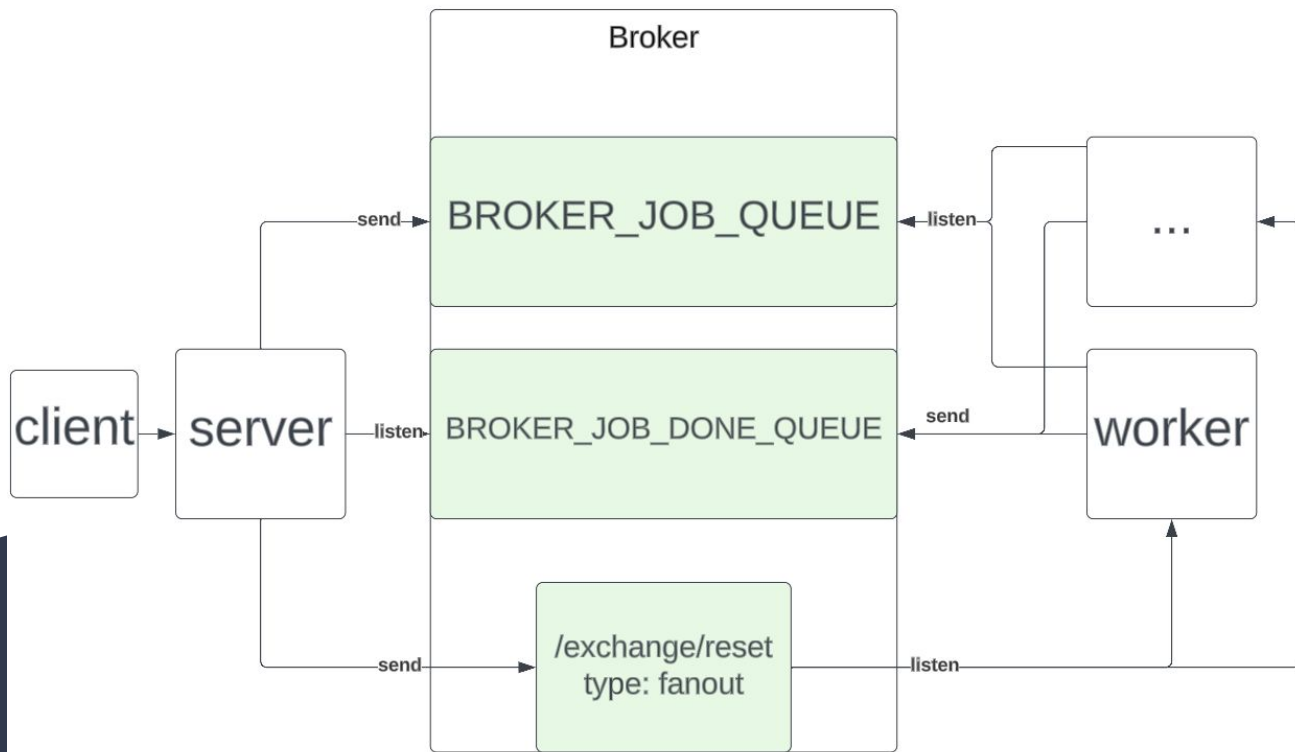 Broker
send
BROKER_JOB_QUEUE
listen
...
client
server
listen
BROKER_JOB_DONE_QUEUE
send
worker
send
/exchange/reset
type: fanout
listen